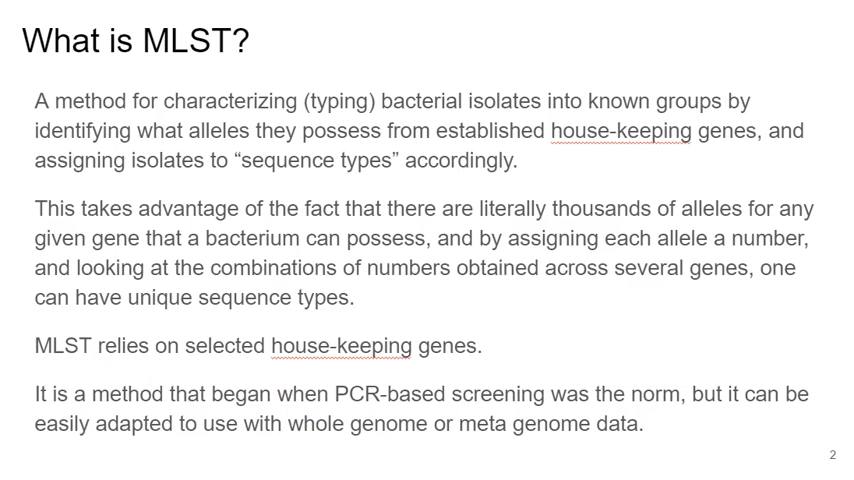 What is MLST?
A method for characterizing (typing) bacterial isolates into known groups by
identifying what alleles they possess from established house-keeping genes, and
assigning isolates to “sequence types” accordingly.
This takes advantage of the fact that there are literally thousands of alleles for any
given gene that a bacterium can possess, and by assigning each allele a number,
and looking at the combinations of numbers obtained across several genes, one
can have unique sequence types.
MLST relies on selected house-keeping genes.
It is a method that began when PCR-based screening was the norm, but it can be
easily adapted to use with whole genome or meta genome data.
2